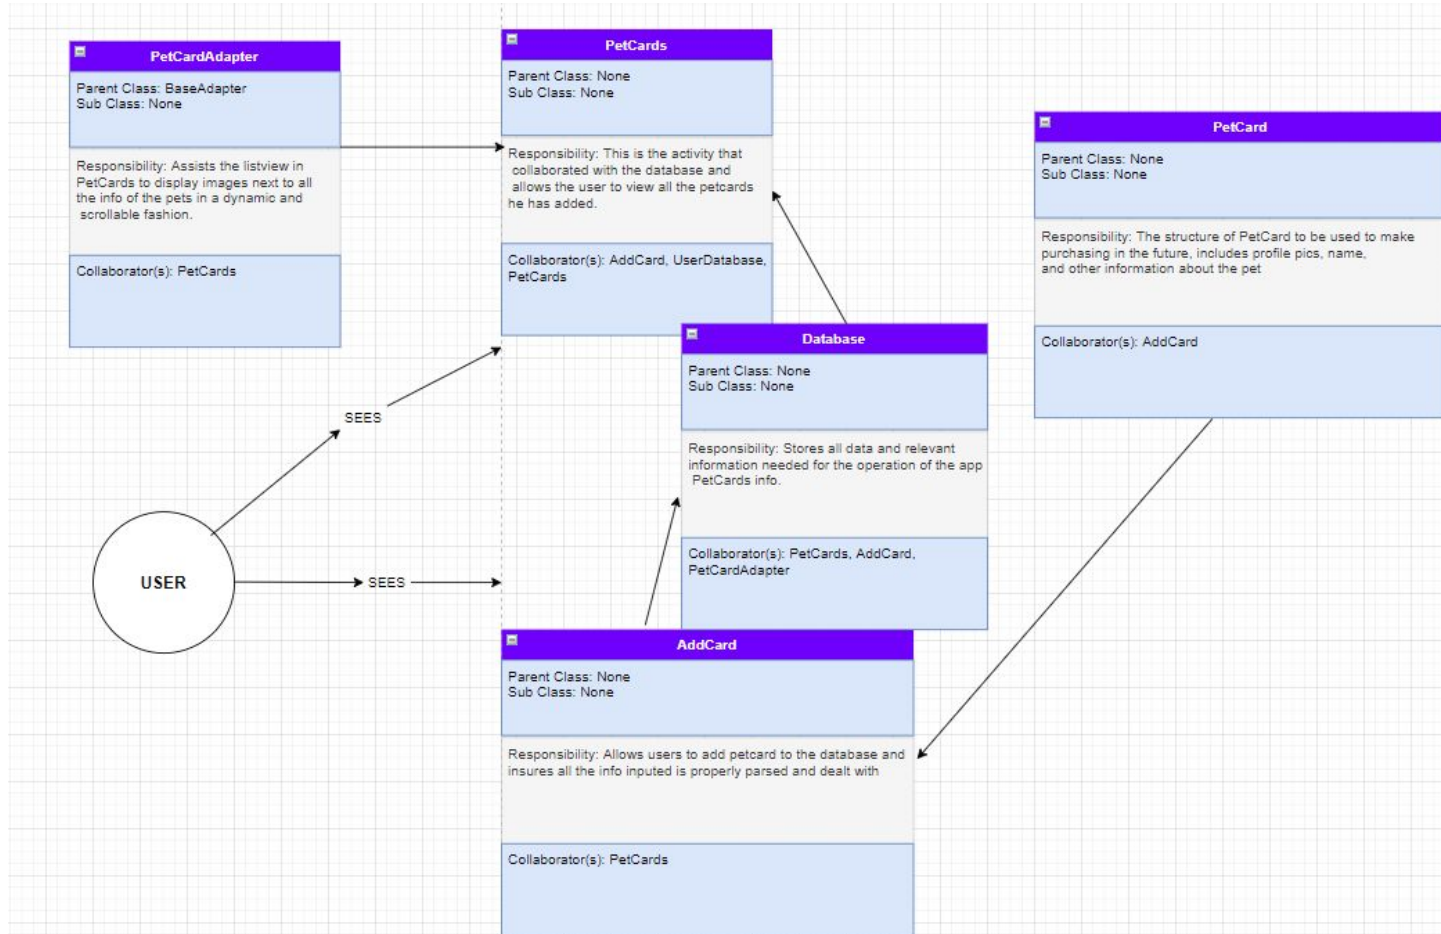 PetCardAdapter
Parent Class: BaseAdapter
Sub Class: None
Responsibility: Assists the listview in
PetCards to display images next to all
the info of the pets in a dynamic and
scrollable fashion.
Collaborator(s): PetCards
PetCards
Parent Class: None
Sub Class: None
Responsibility: This is the activity that
collaborated with the database and
allows the user to view all the petcards
he has added.
Collaborator(s): AddCard, UserDatabase,
PetCards
PetCard
Parent Class: None
Sub Class: None
Responsibility: The structure of PetCard to be used to make
purchasing in the future, includes profile pics, name,
and other information about the pet
Collaborator(s): AddCard
Database
Parent Class: None
Sub Class: None
Responsibility: Stores all data and relevant
information needed for the operation of the app
PetCards info.
Collaborator(s): PetCards, AddCard,
PetCardAdapter
SEES
USER
SEES
AddCard
Parent Class: None
Sub Class: None
Responsibility: Allows users to add petcard to the database and
insures all the info inputed is properly parsed and dealt with
Collaborator(s): PetCards